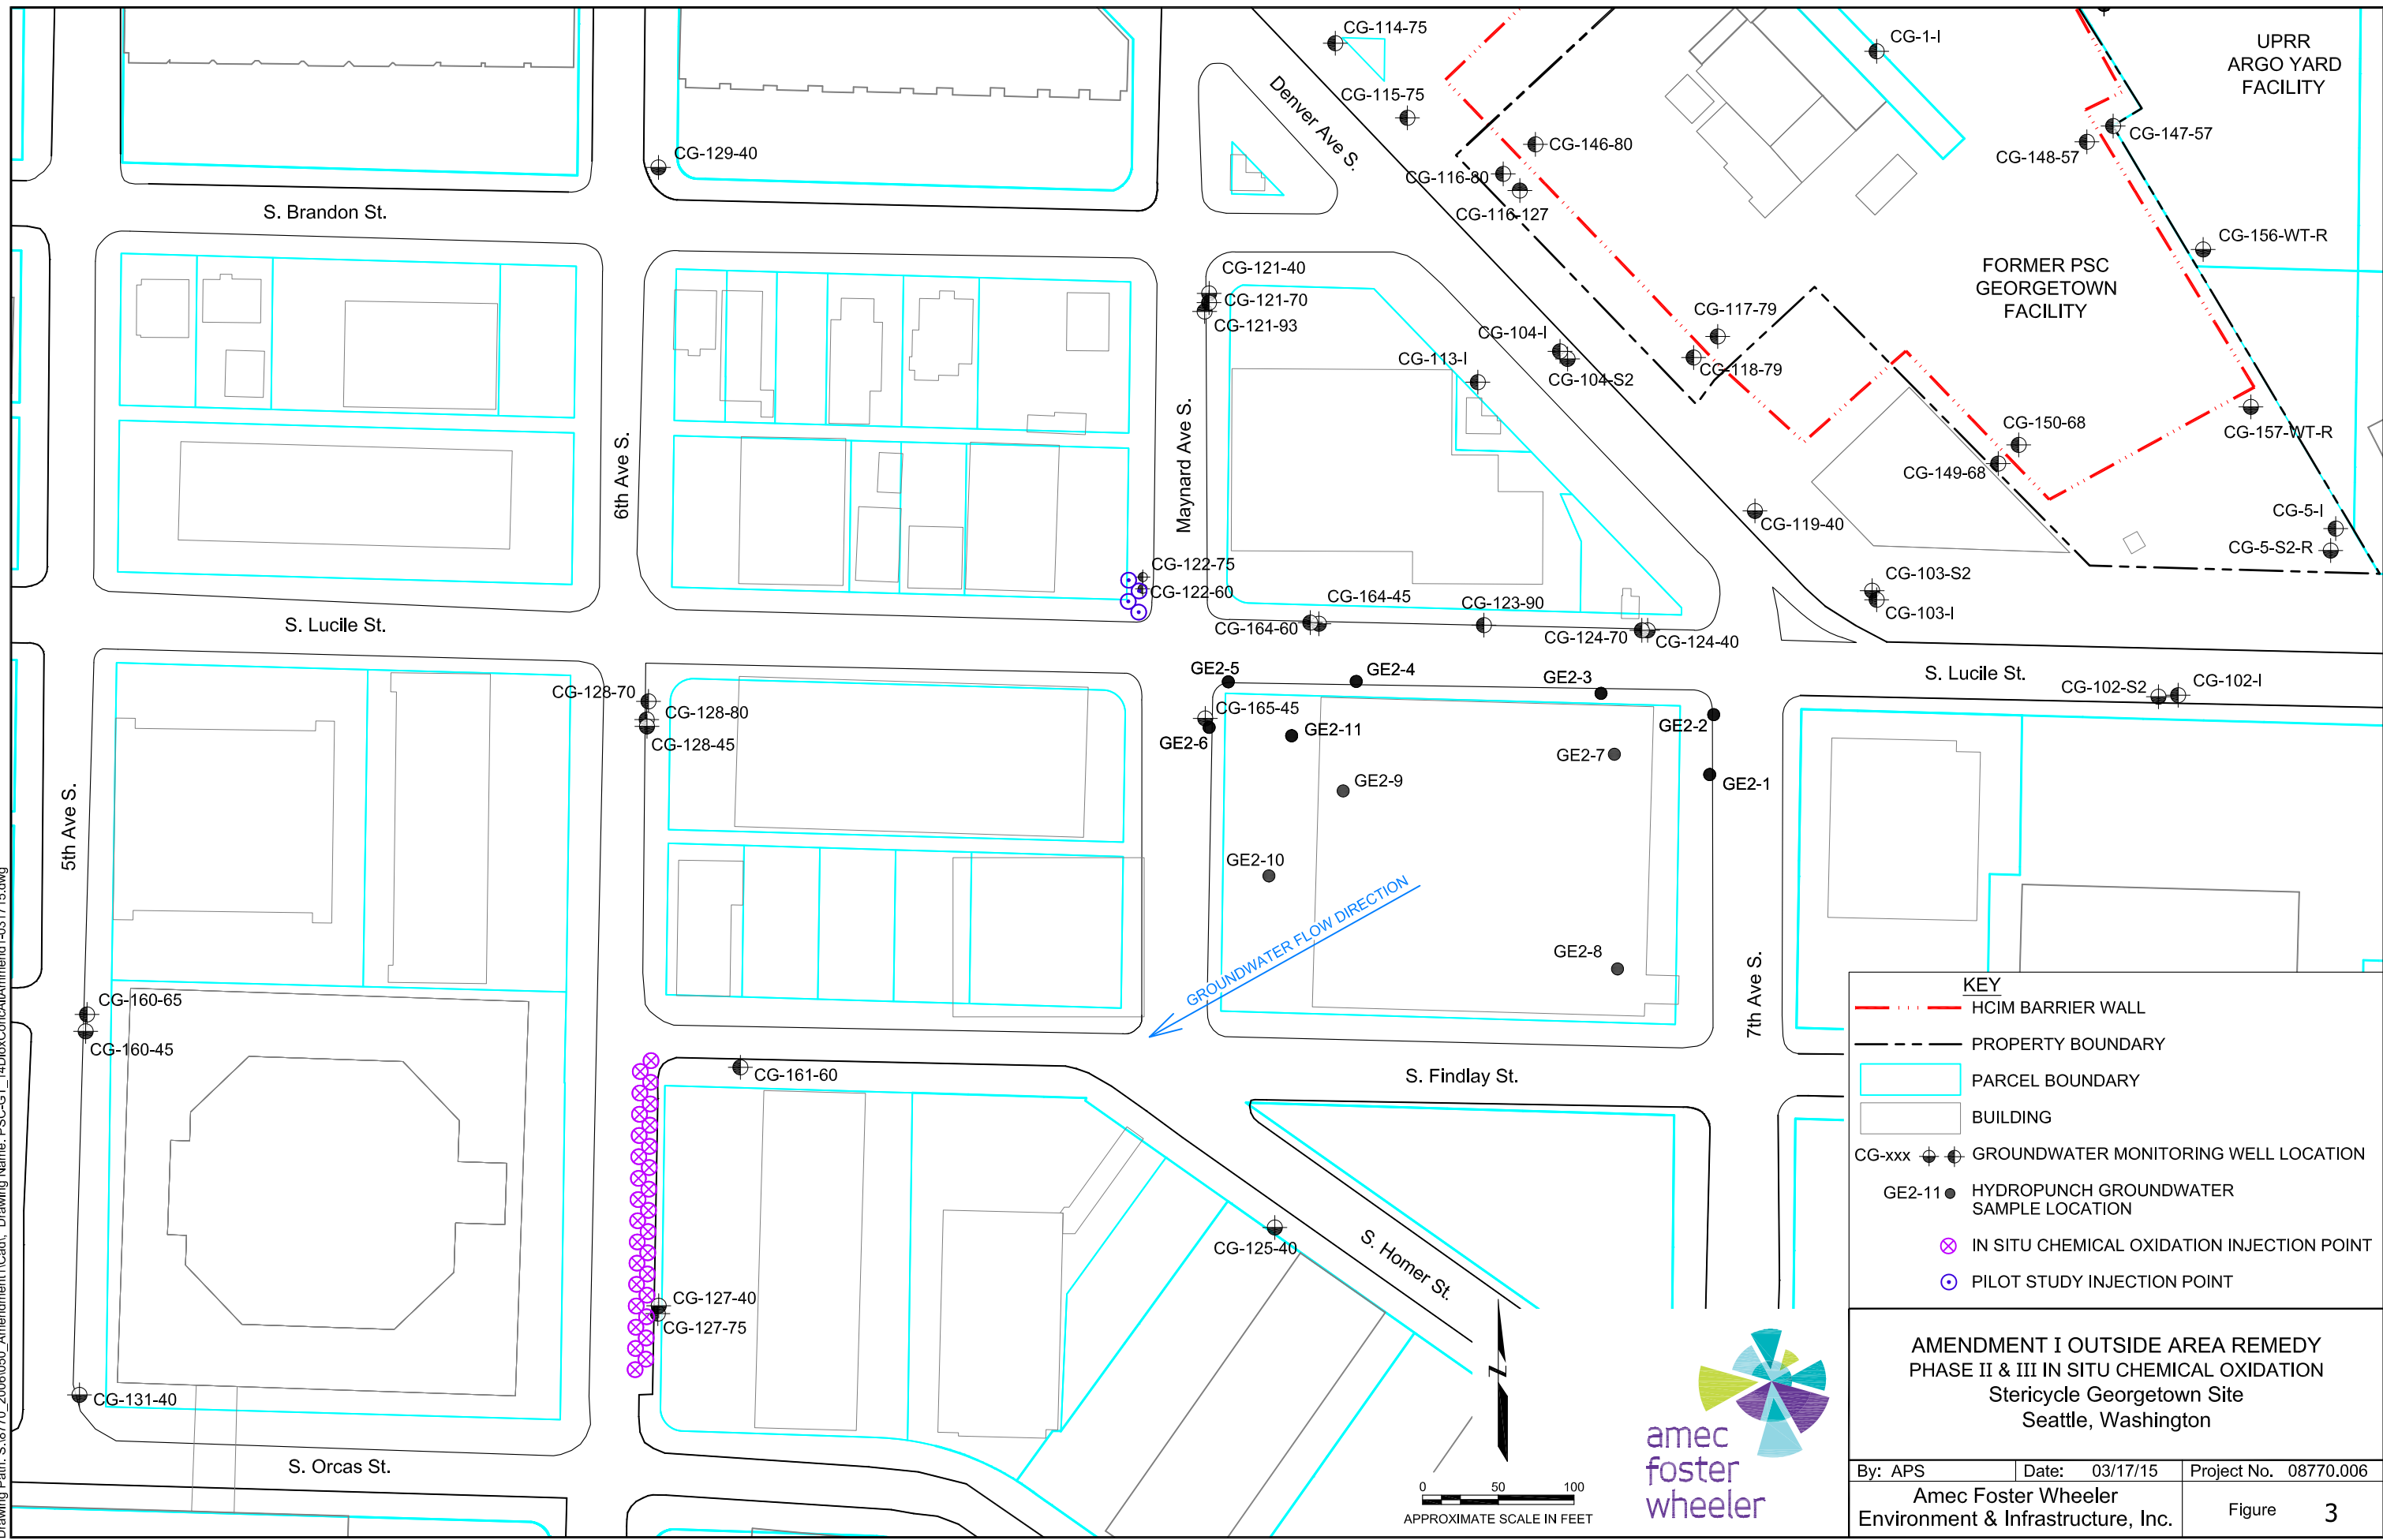 CG-114-75
CG-1-I
UPRR
ARGO YARD
FACILITY
Denver Ave S.
CG-115-75
CG-129-40
CG-146-80
CG-147-57
CG-148-57
CG-116-80
CG-116-127
S. Brandon St.
CG-156-WT-R
CG-121-40
CG-121-70
CG-121-93
FORMER PSC
GEORGETOWN
FACILITY
CG-117-79
CG-104-I
CG-113-I
CG-104-S2
CG-118-79
CG-150-68
CG-157-WT-R
CG-149-68
6th Ave S.
Maynard Ave S.
CG-119-40
CG-5-I
CG-5-S2-R
CG-122-75
CG-122-60
CG-103-S2
CG-103-I
CG-164-45
CG-123-90
S. Lucile St.
CG-164-60
CG-124-70
CG-124-40
GE2-5
GE2-4
GE2-3
S. Lucile St.
CG-128-70
CG-102-S2
CG-102-I
CG-128-80
CG-165-45
GE2-2
CG-128-45
GE2-6
GE2-11
GE2-7
GE2-9
GE2-1
5th Ave S.
GE2-10
GROUNDWATER FLOW DIRECTION
GE2-8
7th Ave S.
CG-160-65
CG-160-45
CG-161-60
S. Findlay St.
CG-125-40
S. Homer St.
CG-127-40
CG-127-75
CG-131-40
S. Orcas St.
KEY
HCIM BARRIER WALL
PROPERTY BOUNDARY
PARCEL BOUNDARY
BUILDING
CG-xxx GROUNDWATER MONITORING WELL LOCATION
GE2-11 HYDROPUNCH GROUNDWATER
SAMPLE LOCATION
IN SITU CHEMICAL OXIDATION INJECTION POINT
PILOT STUDY INJECTION POINT
Z
0 50 100
APPROXIMATE SCALE IN FEET
amec
foster
wheeler
AMENDMENT I OUTSIDE AREA REMEDY
PHASE II & III IN SITU CHEMICAL OXIDATION
Stericycle Georgetown Site
Seattle, Washington
By: APS Date: 03/17/15 Project No. 08770.006
Amec Foster Wheeler
Environment & Infrastructure, Inc.
Figure 3